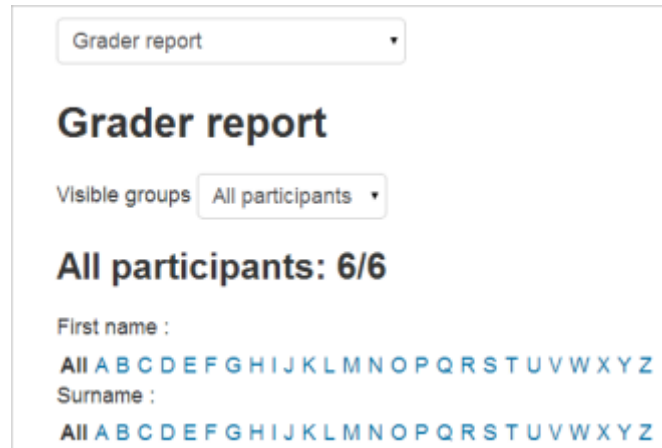 Grader report
Grader report
Visible groups All participants
All participants: 6/6
First name :
All A B C D E F G H I J K L M N O P Q R S T U V W X Y Z
Surname :
All A B C D E F G H I J K L M N O P Q R S T U V W X Y Z